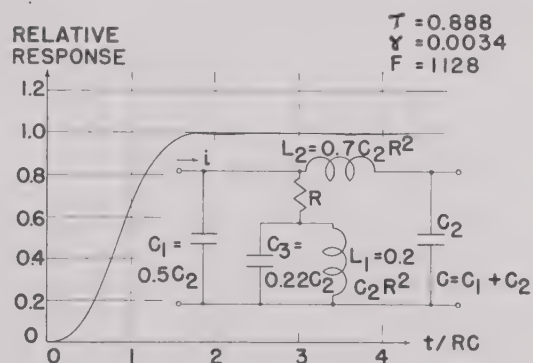 τ = 0.888
γ = 0.0034
F = 1128
RELATIVE
RESPONSE
1.2
1.0
0.8
0.6
0.4
0.2
0
i
L₂=0.7C₂R²
R
C₁ =
0.5C₂
C₃=
0.22C₂
L₁=0.2
C₂R²
C₂
C=C₁+C₂
0
1
2
3
4
t/RC